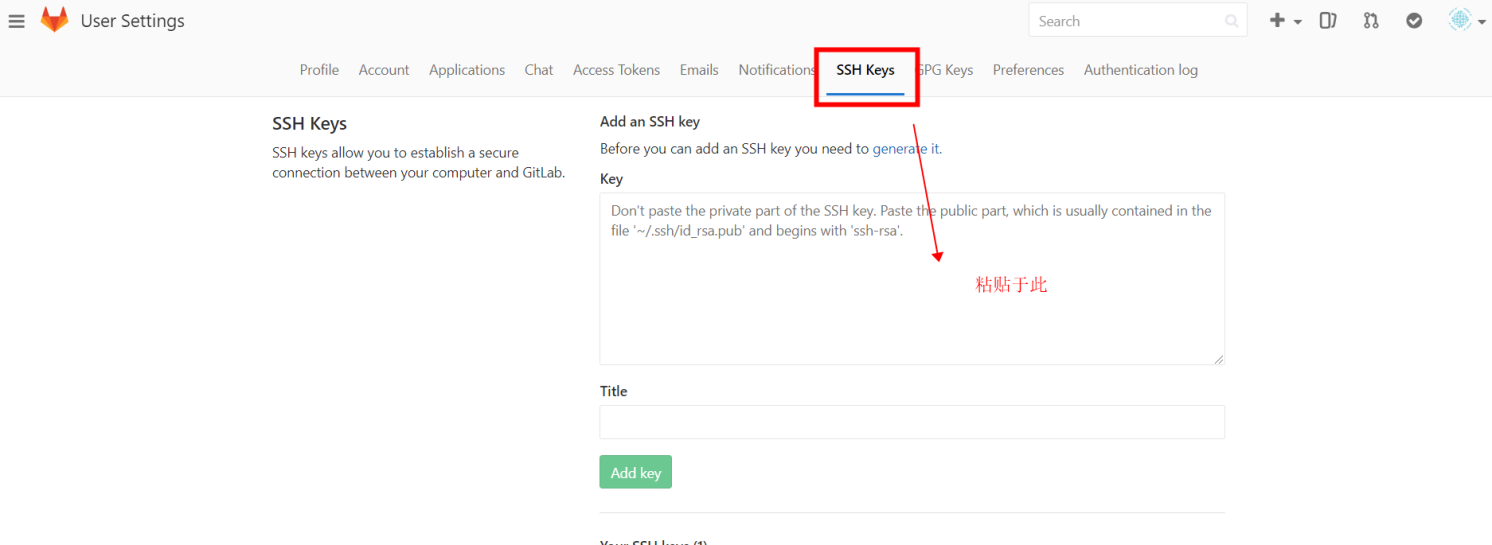 User Settings
Search
Profile Account Applications Chat Access Tokens Emails Notifications SSH Keys GPG Keys Preferences Authentication log
SSH Keys
SSH keys allow you to establish a secure
connection between your computer and GitLab.
Add an SSH key
Before you can add an SSH key you need to generate it.
Key
Don't paste the private part of the SSH key. Paste the public part, which is usually contained in the
file '~/.ssh/id_rsa.pub' and begins with 'ssh-rsa'.
粘贴于此
Title
Add key
Your SSH keys (1)